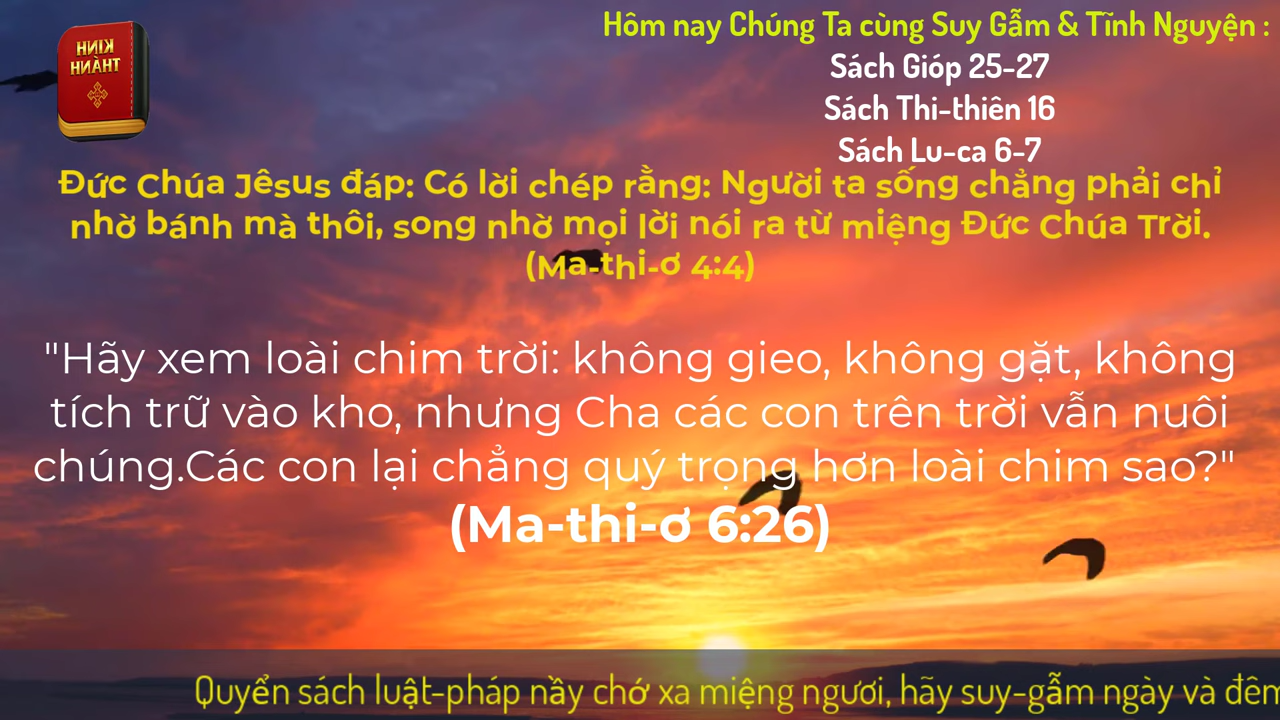 KINH
THÁNH
Hôm nay Chúng Ta cùng Suy Gẫm & Tĩnh Nguyện :
Sách Gióp 25-27
Sách Thi-thiên 16
Sách Lu-ca 6-7
Đức Chúa Jêsus đáp: Có lời chép rằng: Người ta sống chẳng phải chỉ
nhờ bánh mà thôi, song nhờ mọi lời nói ra từ miệng Đức Chúa Trời.
(Ma-thi-ơ 4:4)
"Hãy xem loài chim trời: không gieo, không gặt, không
tích trữ vào kho, nhưng Cha các con trên trời vẫn nuôi
chúng.Các con lại chẳng quý trọng hơn loài chim sao?"
(Ma-thi-ơ 6:26)
Quyển sách luật-pháp nầy chớ xa miệng ngươi, hãy suy-gẫm ngày và đêm